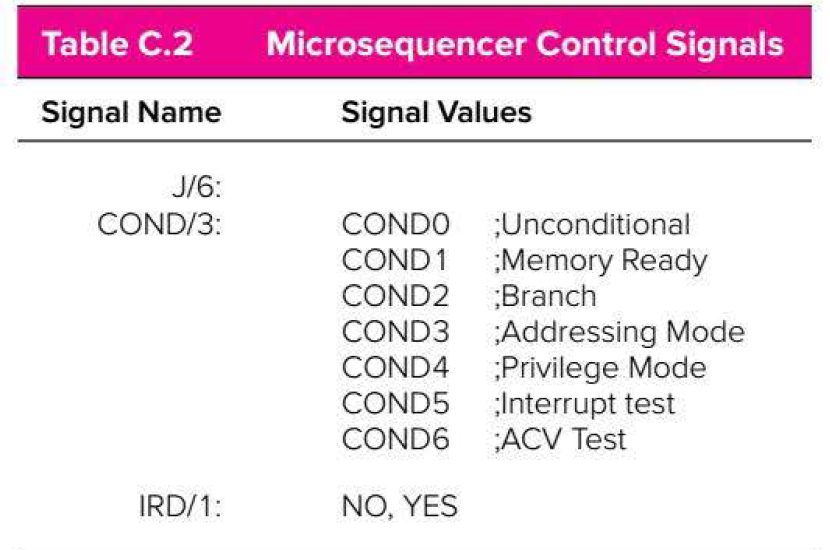 Table C.2 Microsequencer Control Signals
Signal Name Signal Values
J/6:
COND/3: COND0 ;Unconditional
COND1 ;Memory Ready
COND2 ;Branch
COND3 ;Addressing Mode
COND4 ;Privilege Mode
COND5 ;Interrupt test
COND6 ;ACV Test
IRD/1: NO, YES